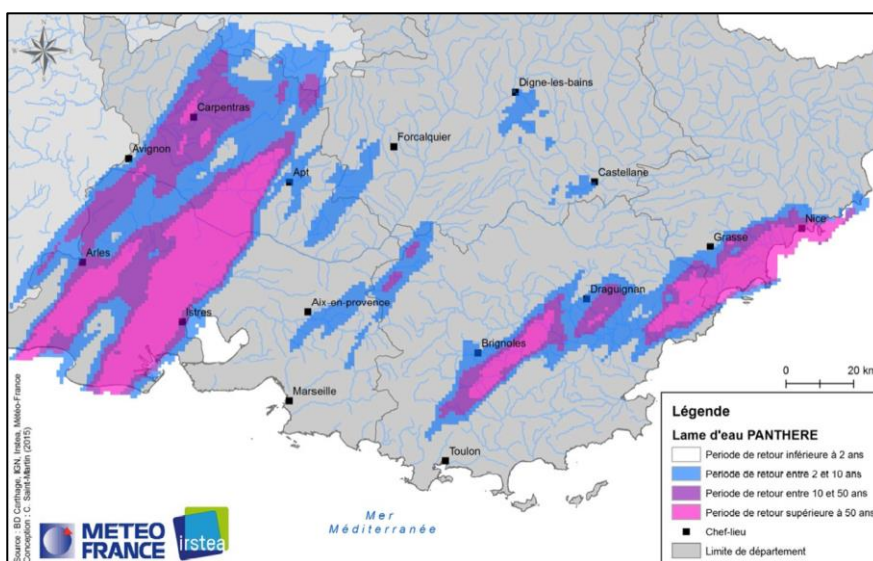 Digne-les-bains
Carpentras
Forcalquier
Avignon
Castellane
Apt
Nice
Grasse
Arles
Draguignan
Aix-en-provence
Istres
Brignoles
Marseille
Toulon
0 20 km
Mer
Méditerranée
Source : BD Carthage, IGN, Irstea, Météo-France
Conception : C. Saint-Martin (2015)
METEO
FRANCE
irstea
Légende
Lame d'eau PANTHERE
Periode de retour inférieure à 2 ans
Periode de retour entre 2 et 10 ans
Periode de retour entre 10 et 50 ans
Periode de retour supérieure à 50 ans
Chef-lieu
Limite de département